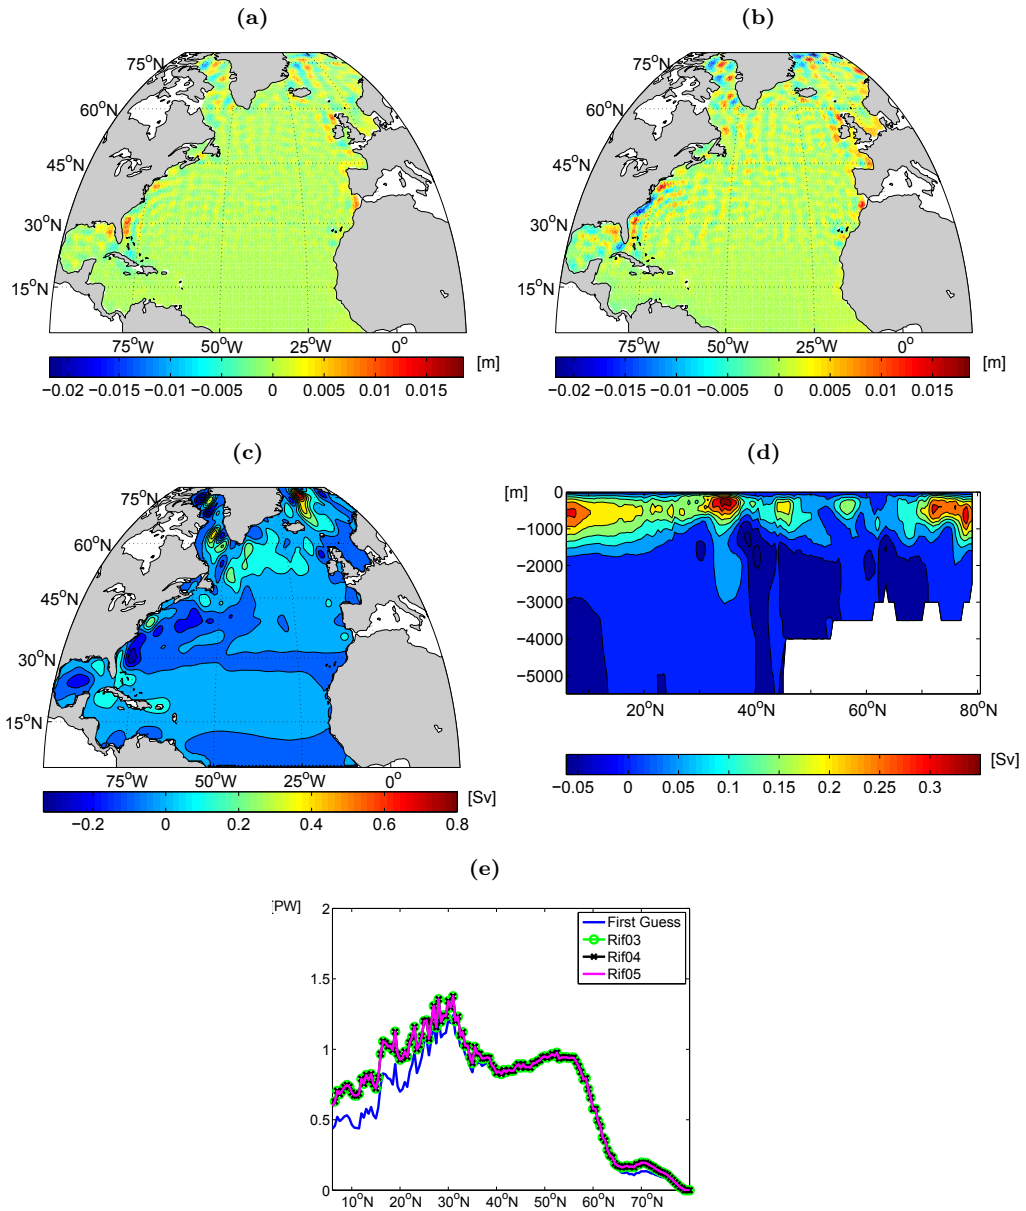 (a) (b)
75°N 60°N 45°N 30°N 15°N
75°W 50°W 25°W 0°
[m]
−0.02 −0.015 −0.01 −0.005 0 0.005 0.01 0.015
75°N 60°N 45°N 30°N 15°N
75°W 50°W 25°W 0°
[m]
−0.02 −0.015 −0.01 −0.005 0 0.005 0.01 0.015
(c) (d)
75°N 60°N 45°N 30°N 15°N
75°W 50°W 25°W 0°
[Sv]
−0.2 0 0.2 0.4 0.6 0.8
[m]
0
−1000
−2000
−3000
−4000
−5000
20°N 40°N 60°N 80°N
[Sv]
−0.05 0 0.05 0.1 0.15 0.2 0.25 0.3
(e)
[PW]
2
1.5
1
0.5
0
First Guess
Rif03
Rif04
Rif05
10°N 20°N 30°N 40°N 50°N 60°N 70°N